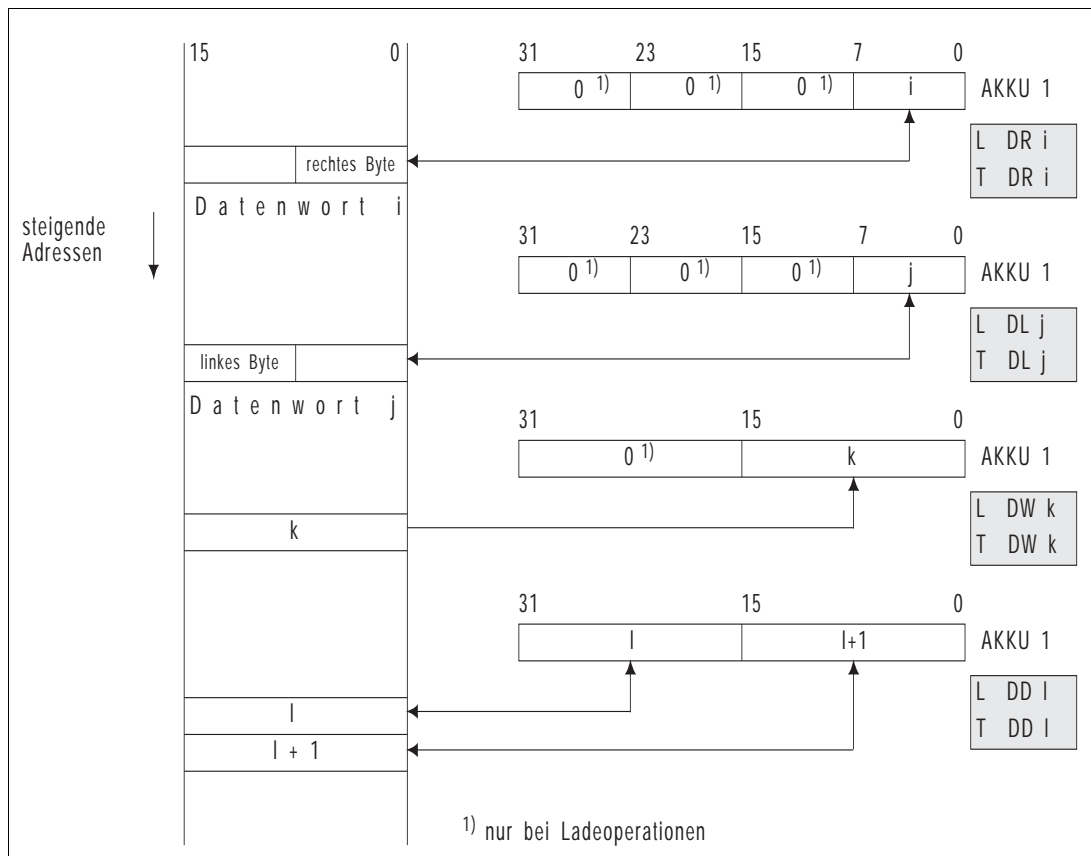 15 0
31 23 15 7 0
0 1) 0 1) 0 1) i AKKU 1
L DR i
T DR i
rechtes Byte
Datenwort i
steigende
Adressen
31 23 15 7 0
0 1) 0 1) 0 1) j AKKU 1
L DL j
T DL j
linkes Byte
Datenwort j
31 15 0
0 1) k AKKU 1
L DW k
T DW k
k
31 15 0
l l+1 AKKU 1
L DD l
T DD l
l
l + 1
1) nur bei Ladeoperationen